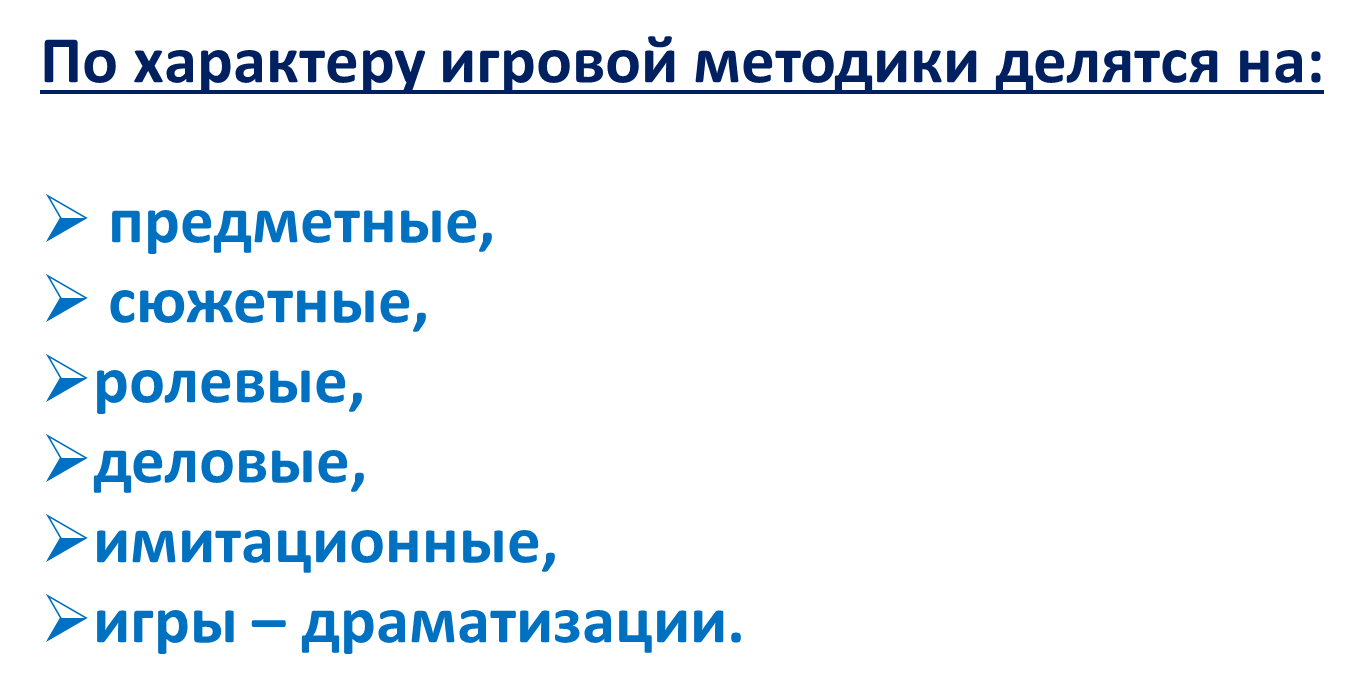 По характеру игровой методики делятся на:
➢ предметные,
➢ сюжетные,
➢ролевые,
➢деловые,
➢имитационные,
➢игры – драматизации.